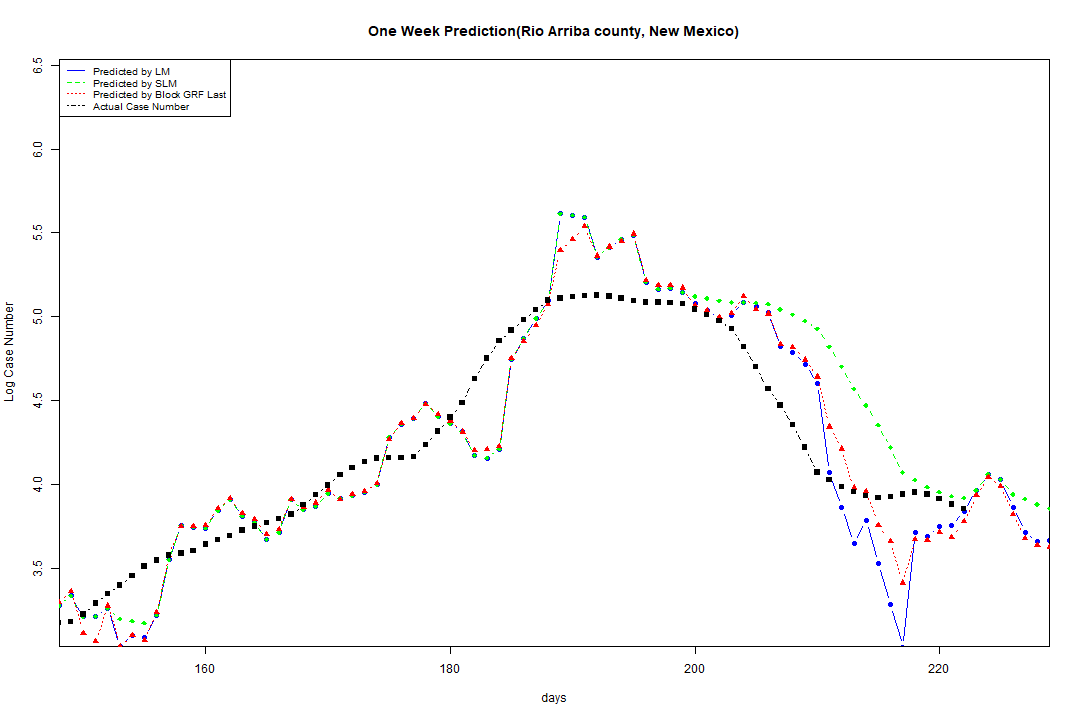 One Week Prediction(Rio Arriba county, New Mexico)
6.5
6.0
5.5
5.0
4.5
4.0
3.5
Log Case Number
Predicted by LM
Predicted by SLM
Predicted by Block GRF Last
Actual Case Number
160 180 200 220
days